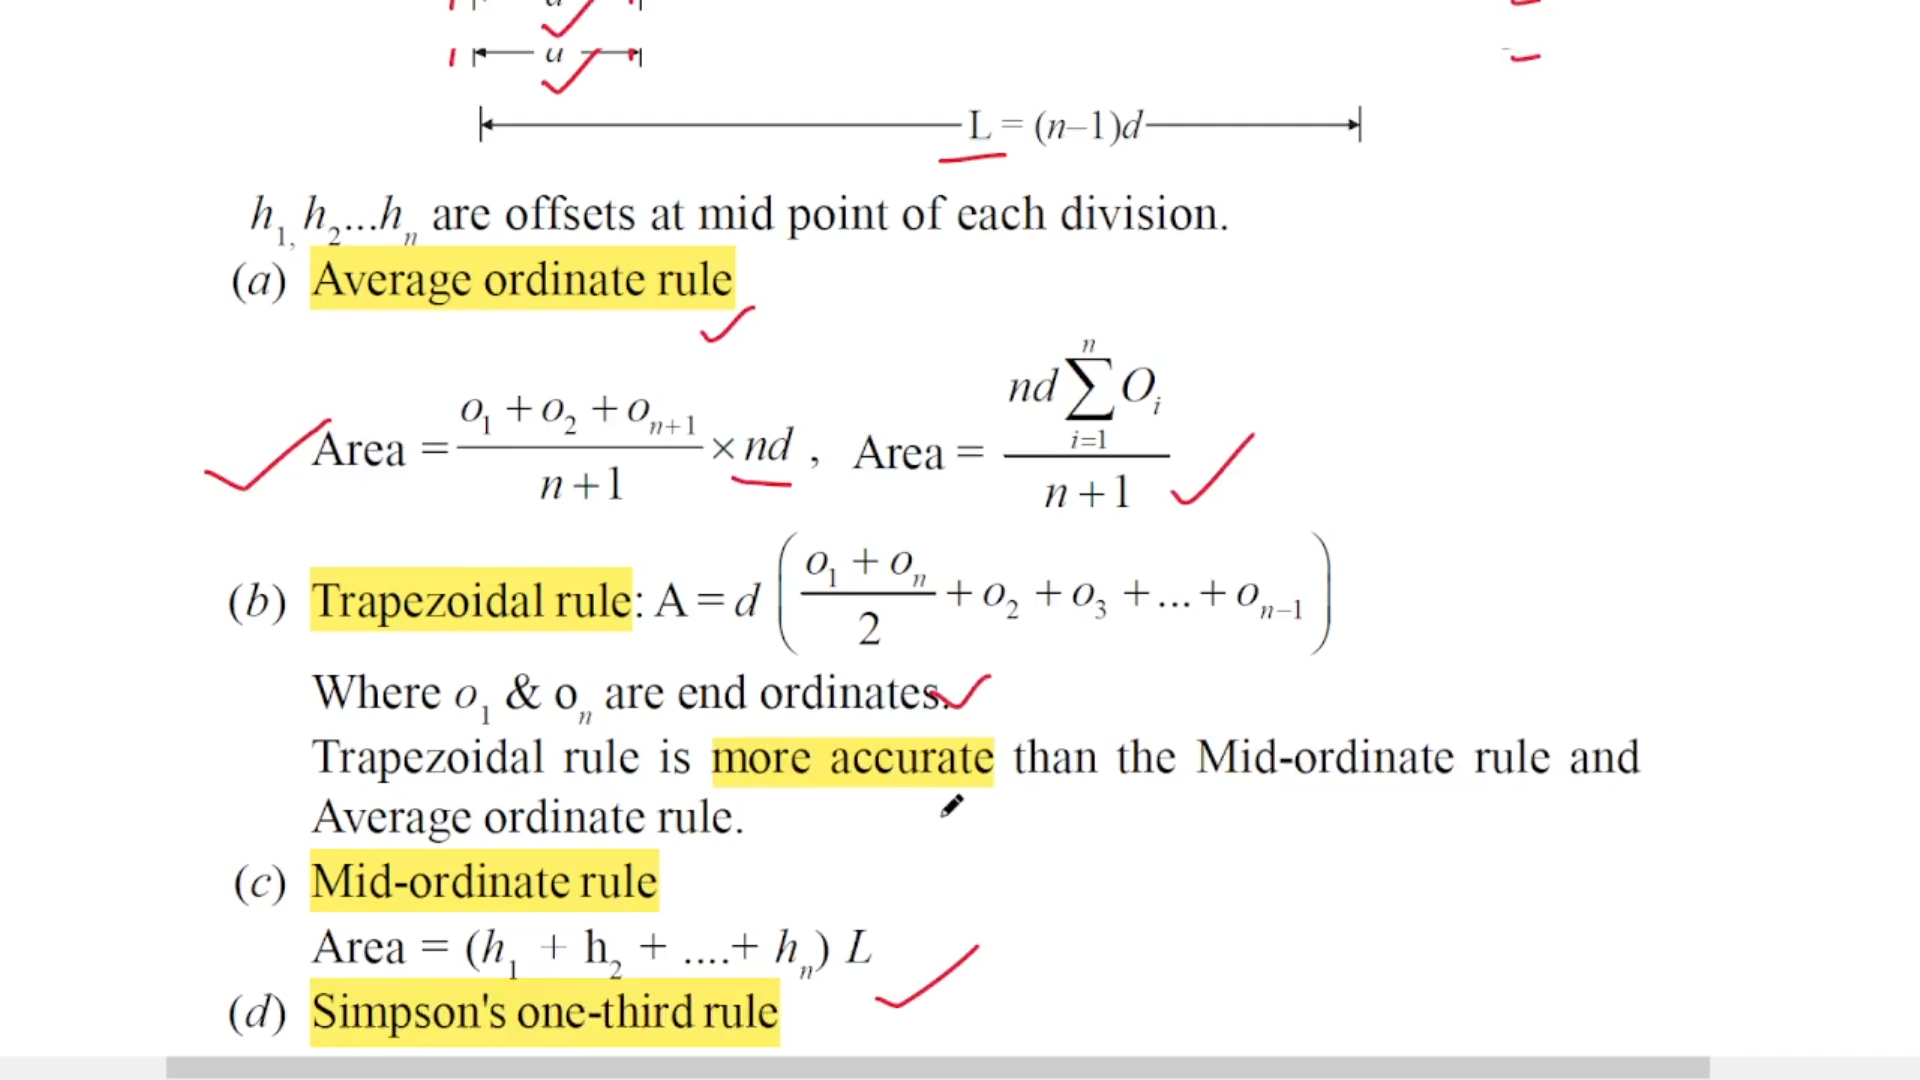 d
L = (n–1)d
h₁, h₂...hₙ are offsets at mid point of each division.
(a) Average ordinate rule
Area = (o₁ + o₂ + oₙ₊₁)/(n+1) × nd , Area = (nd ∑ᵢ₌₁ⁿ Oᵢ)/(n+1)
(b) Trapezoidal rule: A = d ((o₁ + oₙ)/2 + o₂ + o₃ + ... + oₙ₋₁)
Where o₁ & oₙ are end ordinates.
Trapezoidal rule is more accurate than the Mid-ordinate rule and
Average ordinate rule.
(c) Mid-ordinate rule
Area = (h₁ + h₂ + ....+ hₙ) L
(d) Simpson's one-third rule